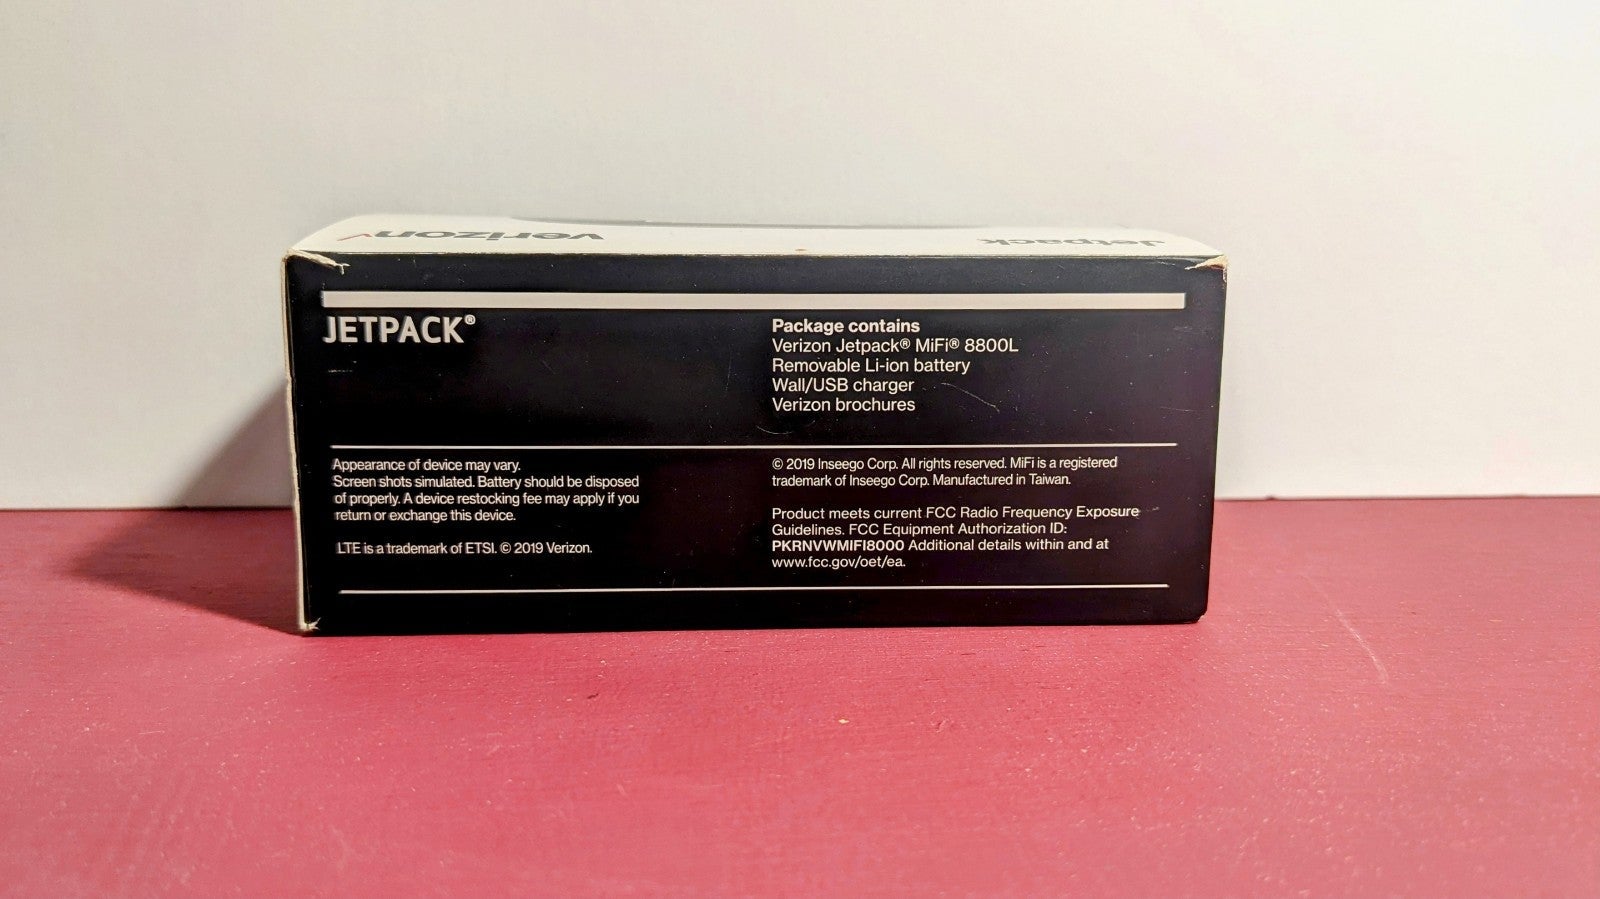 verizon✓
Jetpack
JETPACK®
Package contains
Verizon Jetpack® MiFi® 8800L
Removable Li-ion battery
Wall/USB charger
Verizon brochures
Appearance of device may vary.
Screen shots simulated. Battery should be disposed
of properly. A device restocking fee may apply if you
return or exchange this device.
LTE is a trademark of ETSI. © 2019 Verizon.
© 2019 Inseego Corp. All rights reserved. MiFi is a registered
trademark of Inseego Corp. Manufactured in Taiwan.
Product meets current FCC Radio Frequency Exposure
Guidelines. FCC Equipment Authorization ID:
PKRNVWMIFI8000 Additional details within and at
www.fcc.gov/oet/ea.